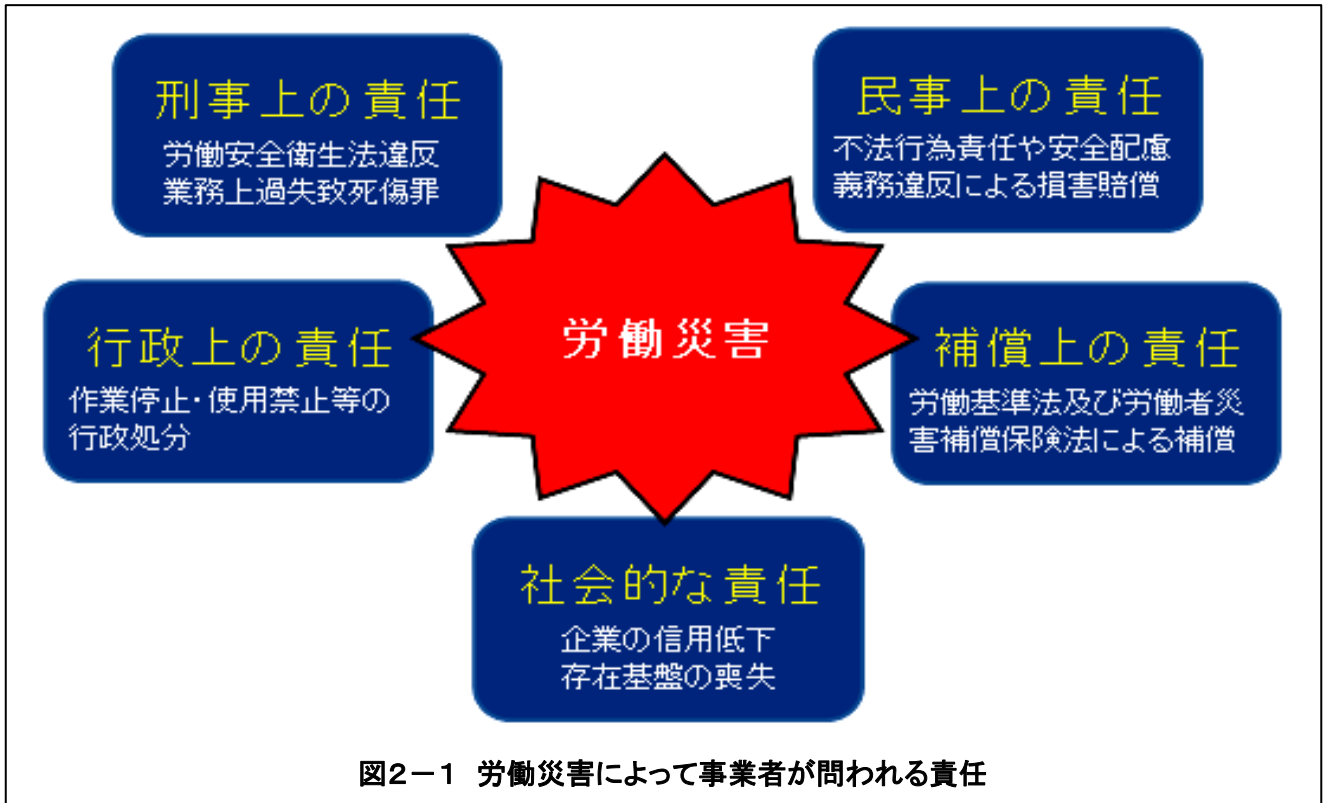 刑事上の責任
労働安全衛生法違反
業務上過失致死傷罪
民事上の責任
不法行為責任や安全配慮
義務違反による損害賠償
行政上の責任
作業停止・使用禁止等の
行政処分
労働災害
補償上の責任
労働基準法及び労働者災
害補償保険法による補償
社会的な責任
企業の信用低下
存在基盤の喪失
図2-1 労働災害によって事業者が問われる責任